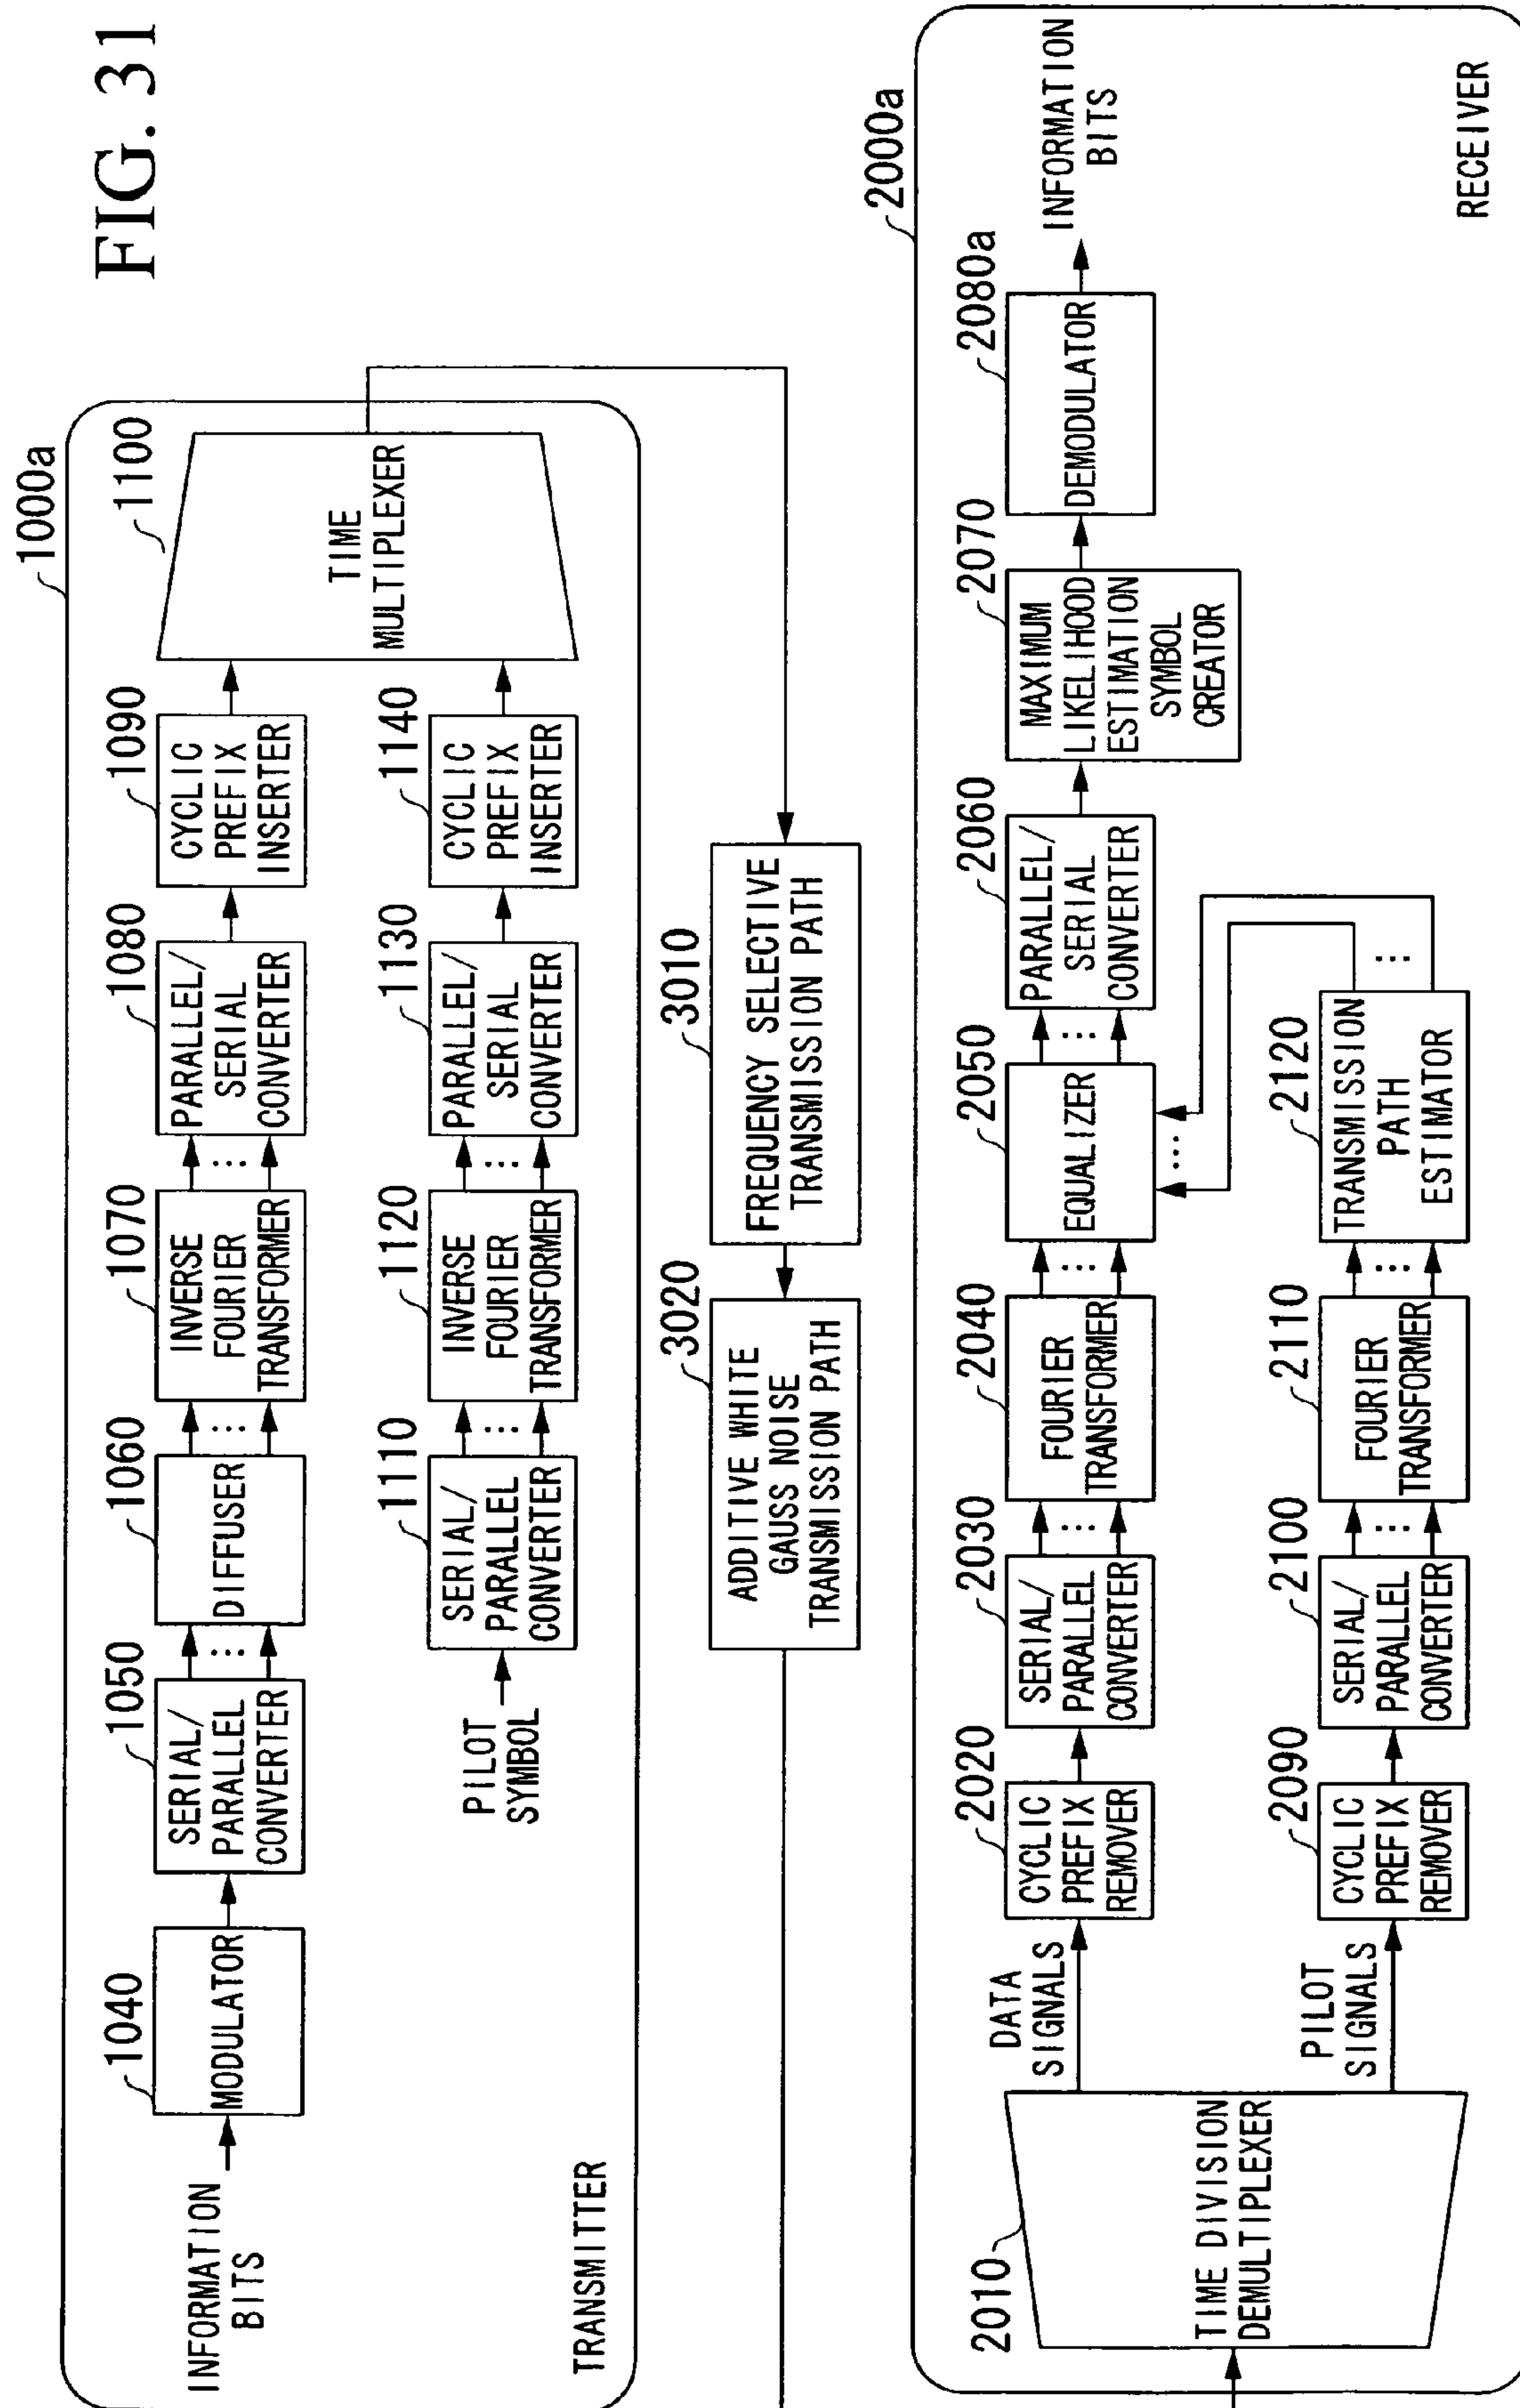 FIG. 31
1000a
INFORMATION
BITS
1040
MODULATOR
1050
SERIAL/
PARALLEL
CONVERTER
1060
DIFFUSER
1070
INVERSE
FOURIER
TRANSFORMER
1080
PARALLEL/
SERIAL
CONVERTER
1090
CYCLIC
PREFIX
INSERTER
1100
TIME
MULTIPLEXER
PILOT
SYMBOL
1110
SERIAL/
PARALLEL
CONVERTER
1120
INVERSE
FOURIER
TRANSFORMER
1130
PARALLEL/
SERIAL
CONVERTER
1140
CYCLIC
PREFIX
INSERTER
TRANSMITTER
3020
ADDITIVE WHITE
GAUSS NOISE
TRANSMISSION PATH
3010
FREQUENCY SELECTIVE
TRANSMISSION PATH
2000a
2010
TIME DIVISION
DEMULTIPLEXER
DATA
SIGNALS
2020
CYCLIC
PREFIX
REMOVER
2030
SERIAL/
PARALLEL
CONVERTER
2040
FOURIER
TRANSFORMER
2050
EQUALIZER
2060
PARALLEL/
SERIAL
CONVERTER
2070
MAXIMUM
LIKELIHOOD
ESTIMATION
SYMBOL
CREATOR
2080a
DEMODULATOR
INFORMATION
BITS
PILOT
SIGNALS
2090
CYCLIC
PREFIX
REMOVER
2100
SERIAL/
PARALLEL
CONVERTER
2110
FOURIER
TRANSFORMER
2120
TRANSMISSION
PATH
ESTIMATOR
RECEIVER